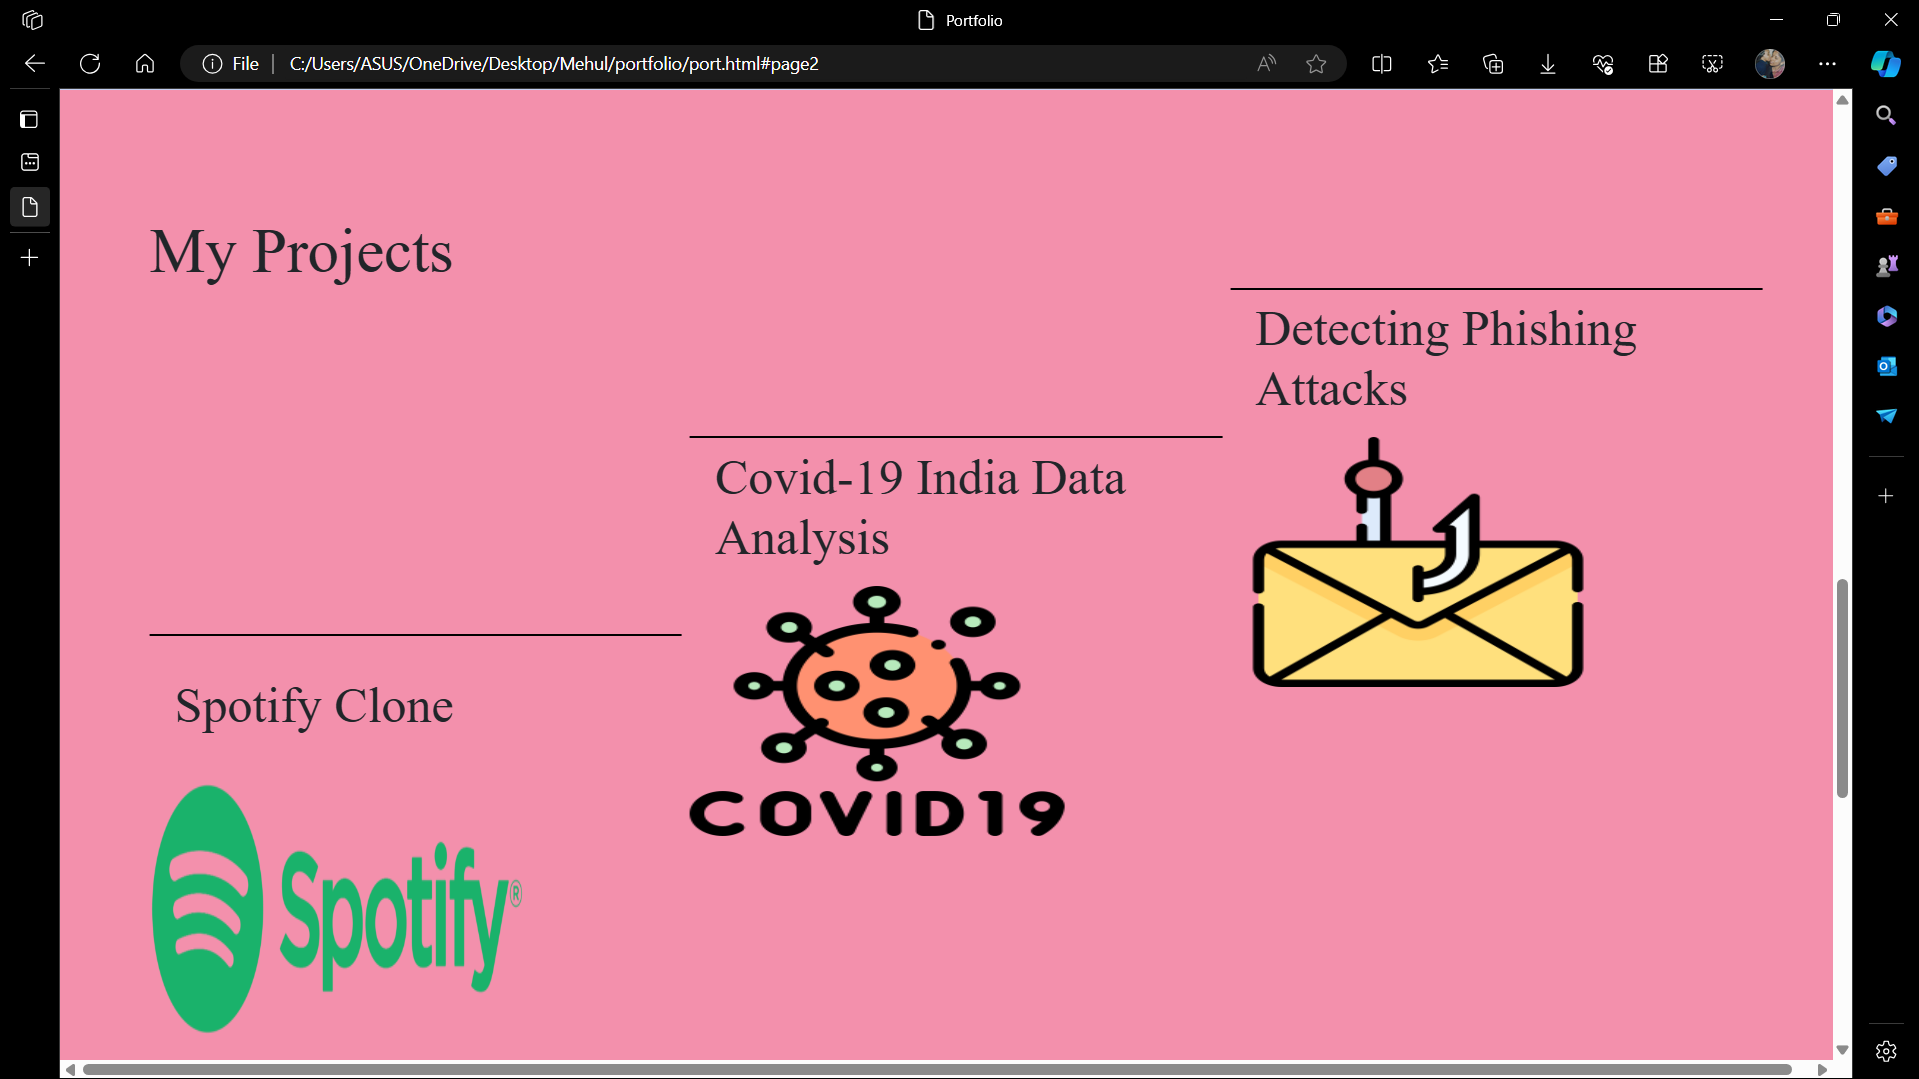 Portfolio
File
C:/Users/ASUS/OneDrive/Desktop/Mehul/portfolio/port.html#page2
My Projects
Detecting Phishing
Attacks
Covid-19 India Data
Analysis
COVID19
Spotify Clone
Spotify®